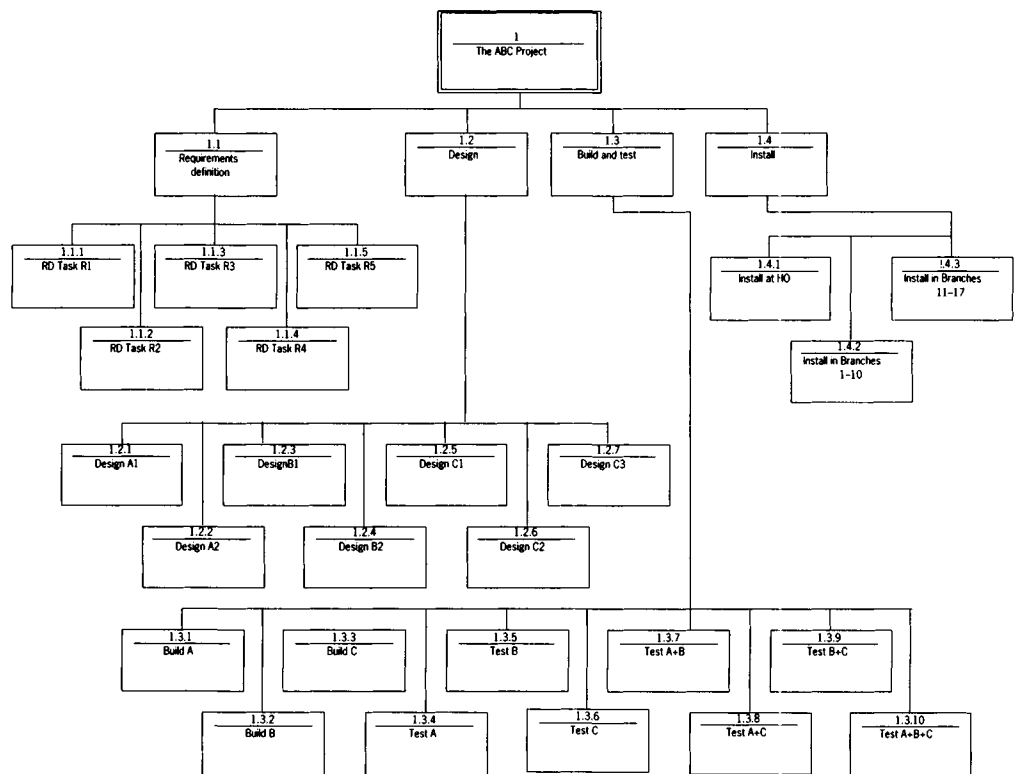 1
The ABC Project
1.1
Requirements
definition
1.2
Design
1.3
Build and test
1.4
Install
1.1.1
RD Task R1
1.1.3
RD Task R3
1.1.5
RD Task R5
1.1.2
RD Task R2
1.1.4
RD Task R4
1.4.1
Install at HO
1.4.3
Install in Branches
11-17
1.4.2
Install in Branches
1-10
1.2.1
Design A1
1.2.3
DesignB1
1.2.5
Design C1
1.2.7
Design C3
1.2.2
Design A2
1.2.4
Design B2
1.2.6
Design C2
1.3.1
Build A
1.3.3
Build C
1.3.5
Test B
1.3.7
Test A+B
1.3.9
Test B+C
1.3.2
Build B
1.3.4
Test A
1.3.6
Test C
1.3.8
Test A+C
1.3.10
Test A+B+C